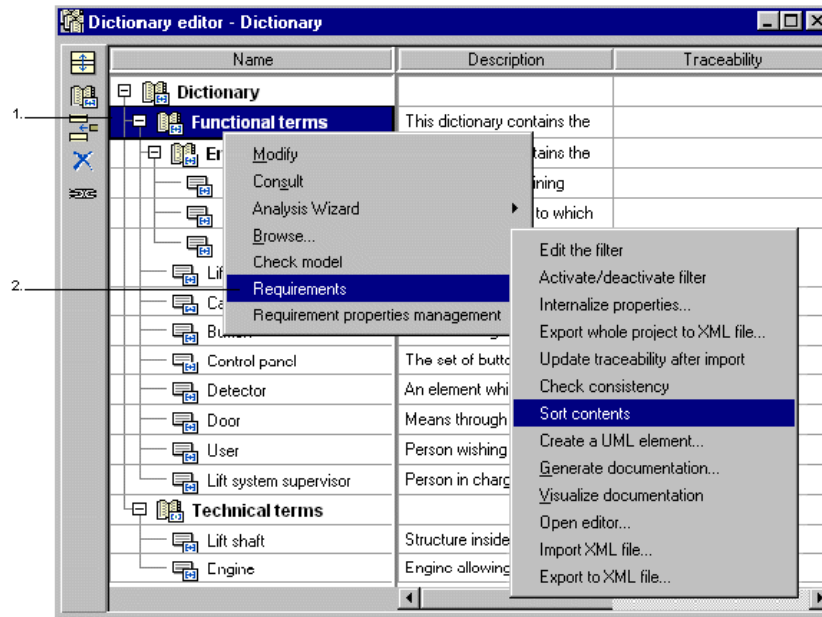 Dictionary editor - Dictionary
Name Description Traceability
Dictionary
1.
Functional terms This dictionary contains the
Er tains the
Modify
Consult ining
Analysis Wizard to which
Browse...
Check model
Lif
2.
Requirements
Ca
Requirement properties management
Edit the filter
Activate/deactivate filter
Internalize properties...
Export whole project to XML file...
Update traceability after import
Check consistency
Sort contents
Create a UML element...
Generate documentation...
Visualize documentation
Open editor...
Import XML file...
Export to XML file...
Control panel The set of butto
Detector An element whi
Door Means through
User Person wishing
Lift system supervisor Person in charg
Technical terms
Lift shaft Structure inside
Engine Engine allowing